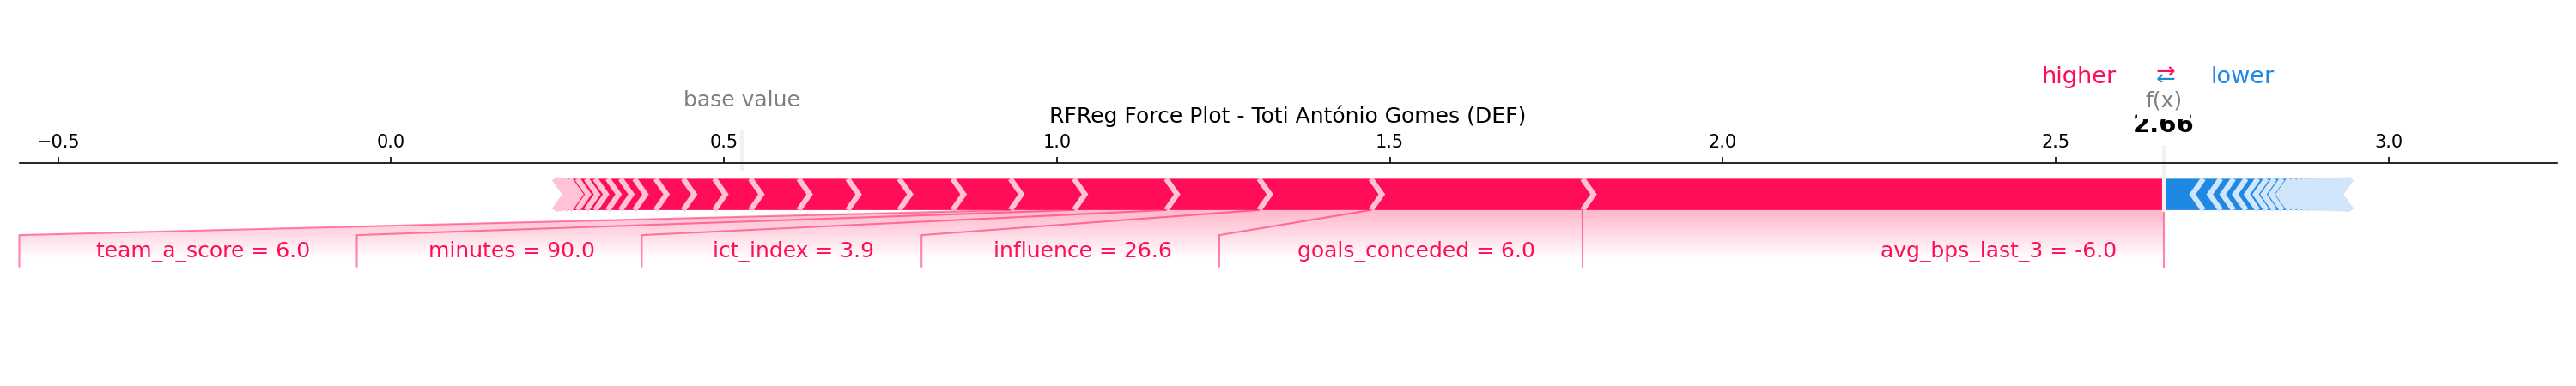 higher ⇄ lower
base value
f(x)
RFReg Force Plot - Toti António Gomes (DEF)
2.66
−0.5 0.0 0.5 1.0 1.5 2.0 2.5 3.0
team_a_score = 6.0 minutes = 90.0 ict_index = 3.9 influence = 26.6 goals_conceded = 6.0 avg_bps_last_3 = -6.0